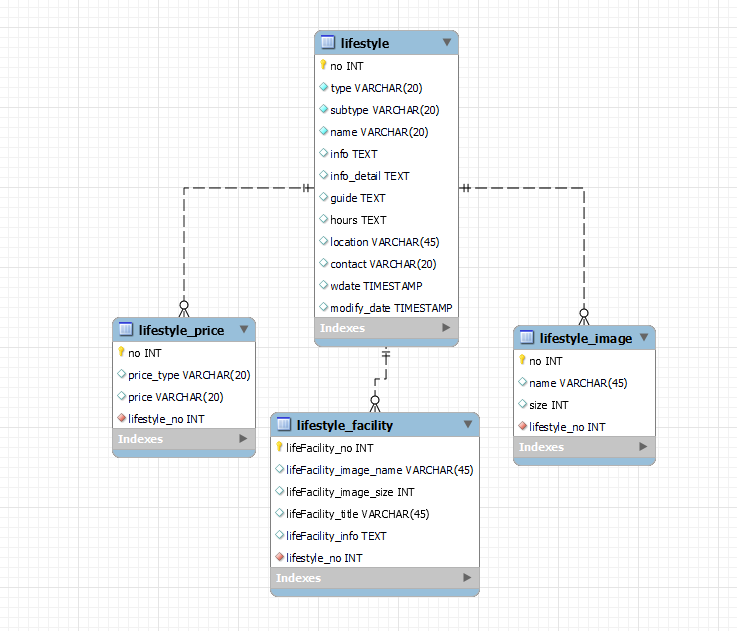 lifestyle
no INT
type VARCHAR(20)
subtype VARCHAR(20)
name VARCHAR(20)
info TEXT
info_detail TEXT
guide TEXT
hours TEXT
location VARCHAR(45)
contact VARCHAR(20)
wdate TIMESTAMP
modify_date TIMESTAMP
Indexes
lifestyle_price
no INT
price_type VARCHAR(20)
price VARCHAR(20)
lifestyle_no INT
Indexes
lifestyle_facility
lifeFacility_no INT
lifeFacility_image_name VARCHAR(45)
lifeFacility_image_size INT
lifeFacility_title VARCHAR(45)
lifeFacility_info TEXT
lifestyle_no INT
Indexes
lifestyle_image
no INT
name VARCHAR(45)
size INT
lifestyle_no INT
Indexes